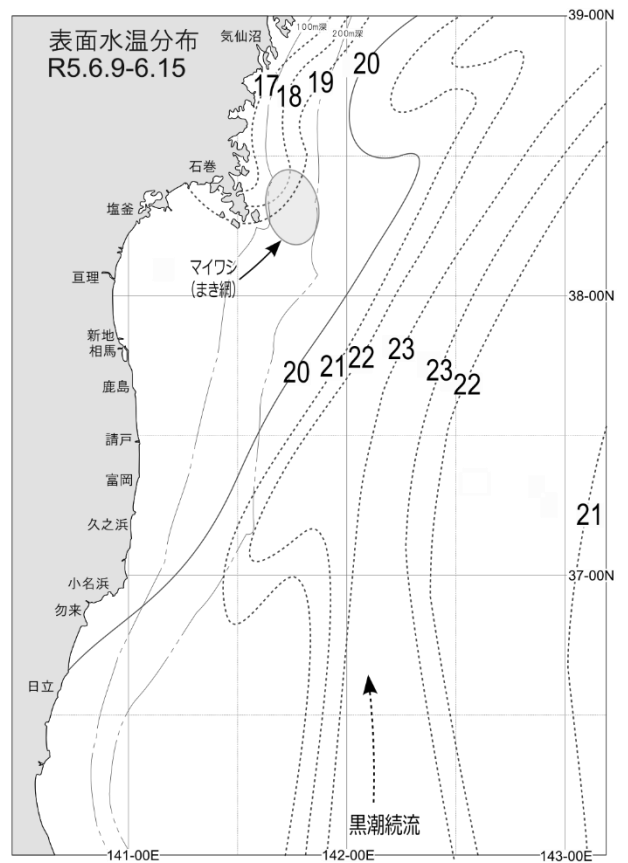 39-00N
表面水温分布
R5.6.9-6.15
気仙沼
100m深
200m深
17
18
19
20
石巻
塩釜
マイワシ
(まき網)
亘理
38-00N
新地
相馬
鹿島
20
21
22
23
23
22
請戸
富岡
久之浜
21
37-00N
小名浜
勿来
日立
黒潮続流
141-00E
142-00E
143-00E